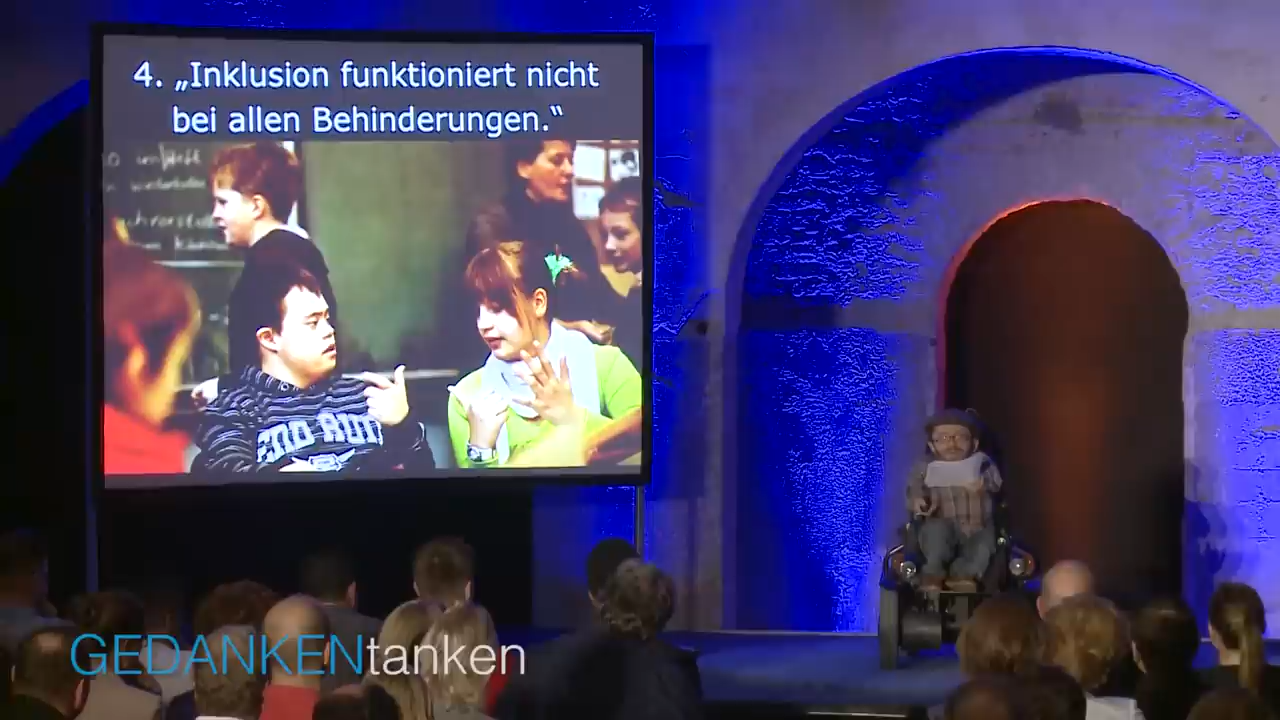 4. „Inklusion funktioniert nicht
bei allen Behinderungen.“
GEDANKENtanken